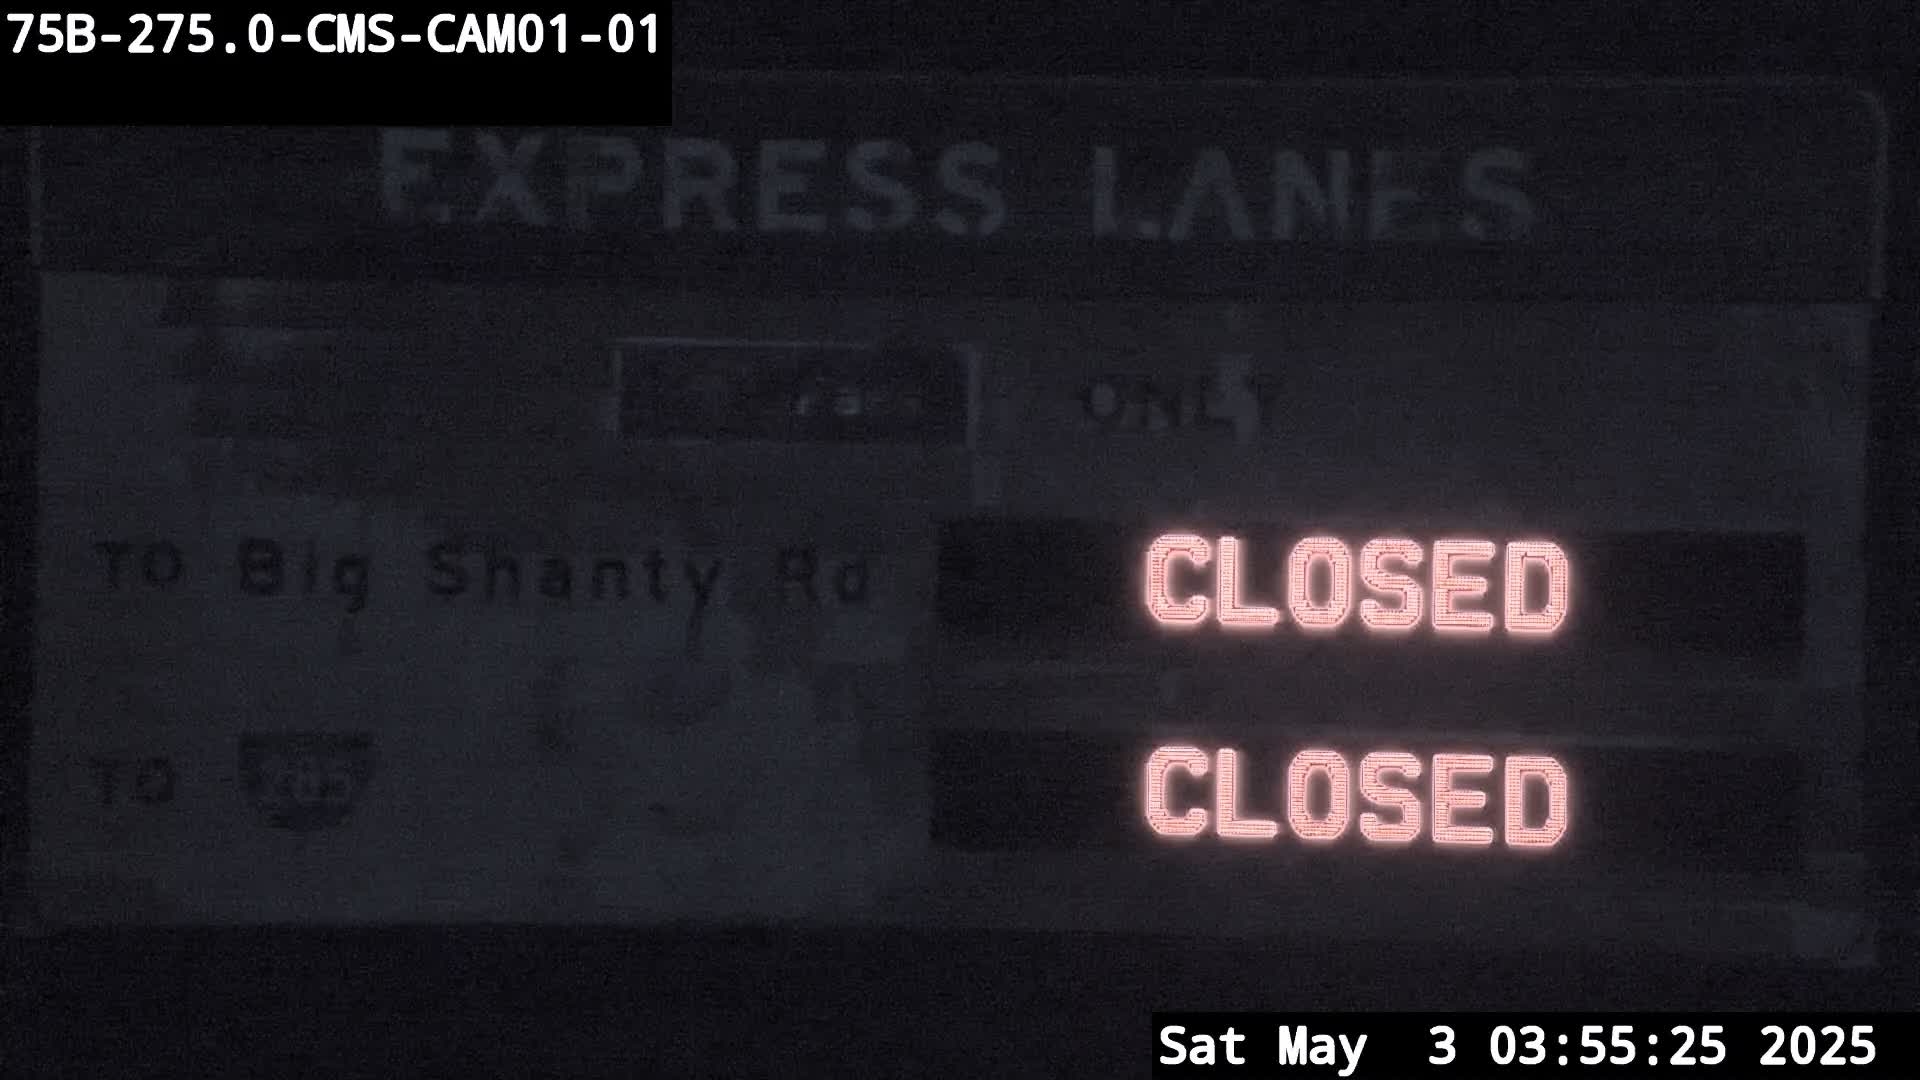 75B-275.0-CMS-CAM01-01
EXPRESS LANES
ONLY
TO Big Shanty Rd CLOSED
TO CLOSED
Sat May 3 03:55:25 2025